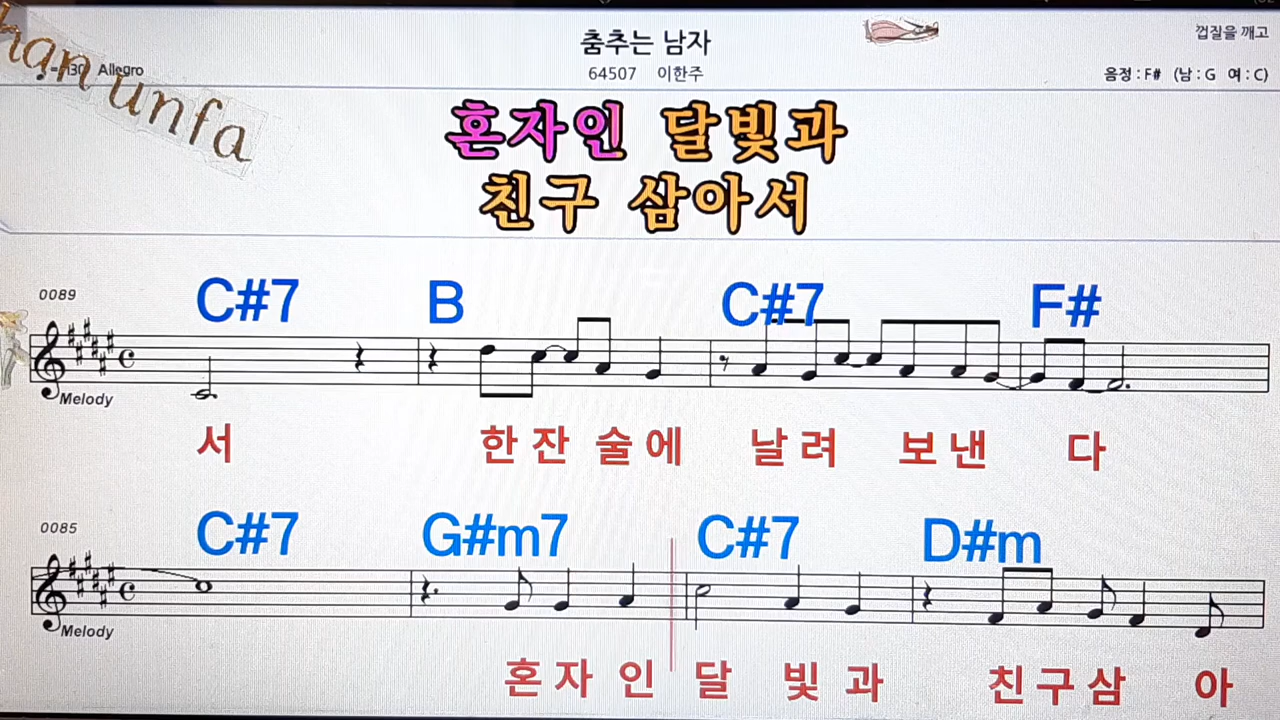 춤추는 남자
껍질을 깨고
64507 이한주
음정 : F# (남 : G 여 : C)
Allegro
han unfa
혼자인 달빛과
친구 삼아서
0089
C#7 B C#7 F#
Melody
서 한 잔 술 에 날 려 보 낸 다
0085
C#7 G#m7 C#7 D#m
Melody
혼 자 인 달 빛 과 친 구 삼 아